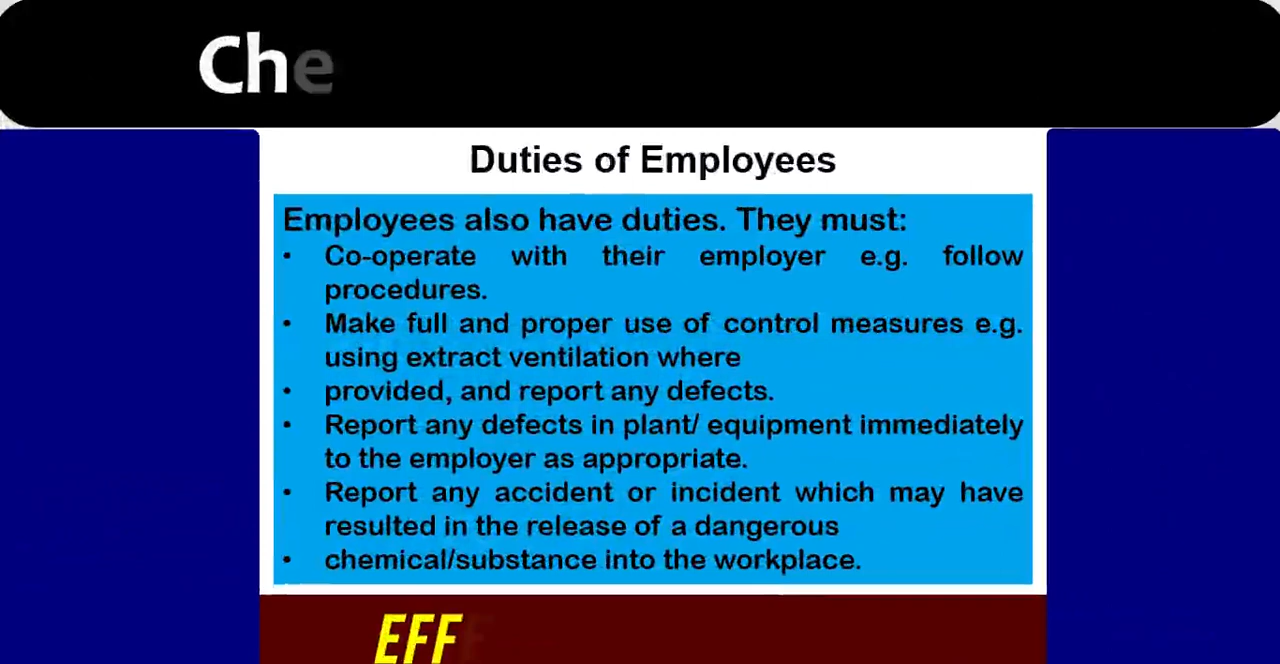 Che
Duties of Employees
Employees also have duties. They must:
• Co-operate with their employer e.g. follow
procedures.
• Make full and proper use of control measures e.g.
using extract ventilation where
• provided, and report any defects.
• Report any defects in plant/ equipment immediately
to the employer as appropriate.
• Report any accident or incident which may have
resulted in the release of a dangerous
• chemical/substance into the workplace.
EFF